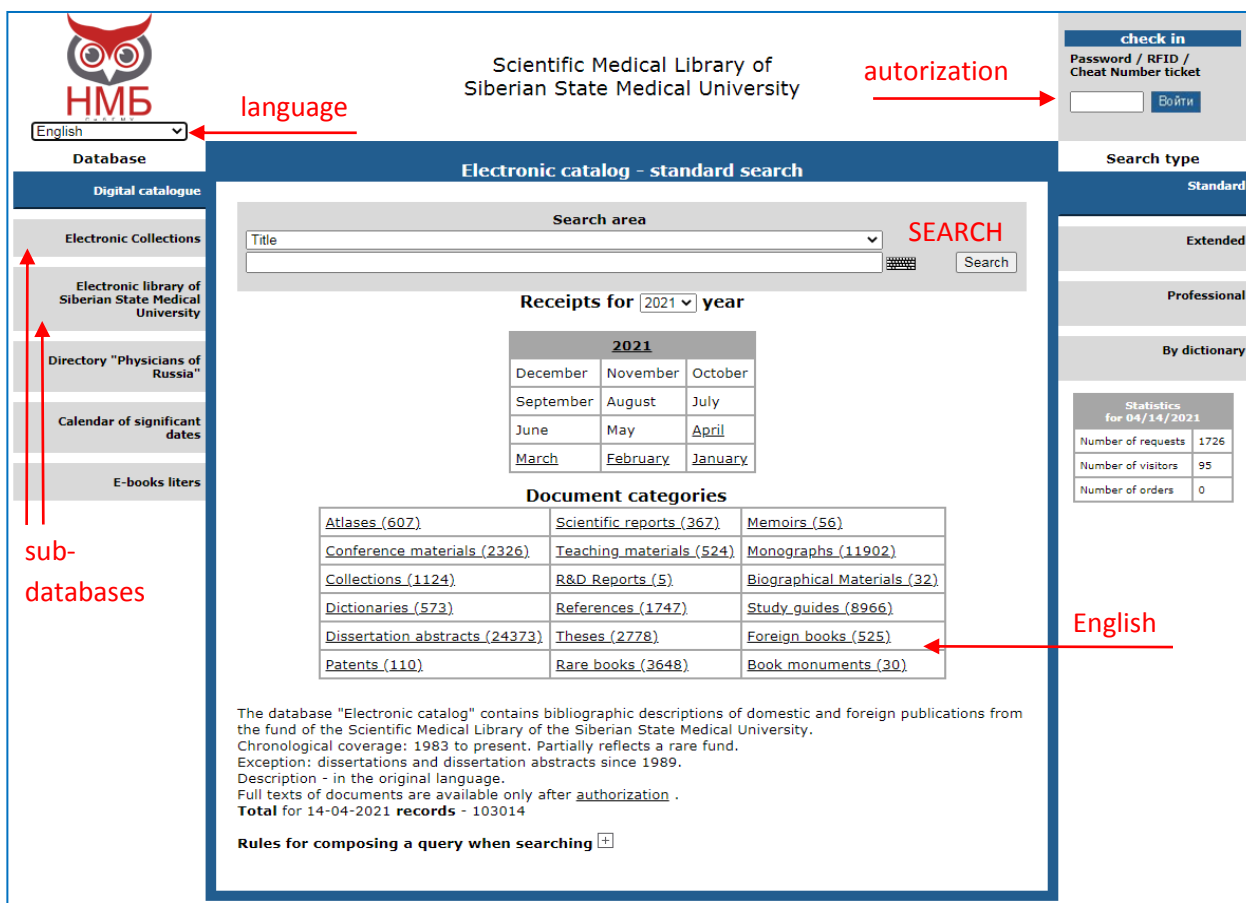 НМБ
English
language
Scientific Medical Library of
Siberian State Medical University
autorization
check in
Password / RFID /
Cheat Number ticket
Войти
Database
Digital catalogue
Electronic Collections
Electronic library of
Siberian State Medical
University
Directory "Physicians of
Russia"
Calendar of significant
dates
E-books liters
sub-
databases
Electronic catalog - standard search
Search area
Title
SEARCH
Search
Receipts for 2021 year
2021
December November October
September August July
June May April
March February January
Document categories
Atlases (607) Scientific reports (367) Memoirs (56)
Conference materials (2326) Teaching materials (524) Monographs (11902)
Collections (1124) R&D Reports (5) Biographical Materials (32)
Dictionaries (573) References (1747) Study guides (8966)
Dissertation abstracts (24373) Theses (2778) Foreign books (525)
Patents (110) Rare books (3648) Book monuments (30)
English
The database "Electronic catalog" contains bibliographic descriptions of domestic and foreign publications from
the fund of the Scientific Medical Library of the Siberian State Medical University.
Chronological coverage: 1983 to present. Partially reflects a rare fund.
Exception: dissertations and dissertation abstracts since 1989.
Description - in the original language.
Full texts of documents are available only after authorization .
Total for 14-04-2021 records - 103014
Rules for composing a query when searching +
Search type
Standard
Extended
Professional
By dictionary
Statistics
for 04/14/2021
Number of requests 1726
Number of visitors 95
Number of orders 0